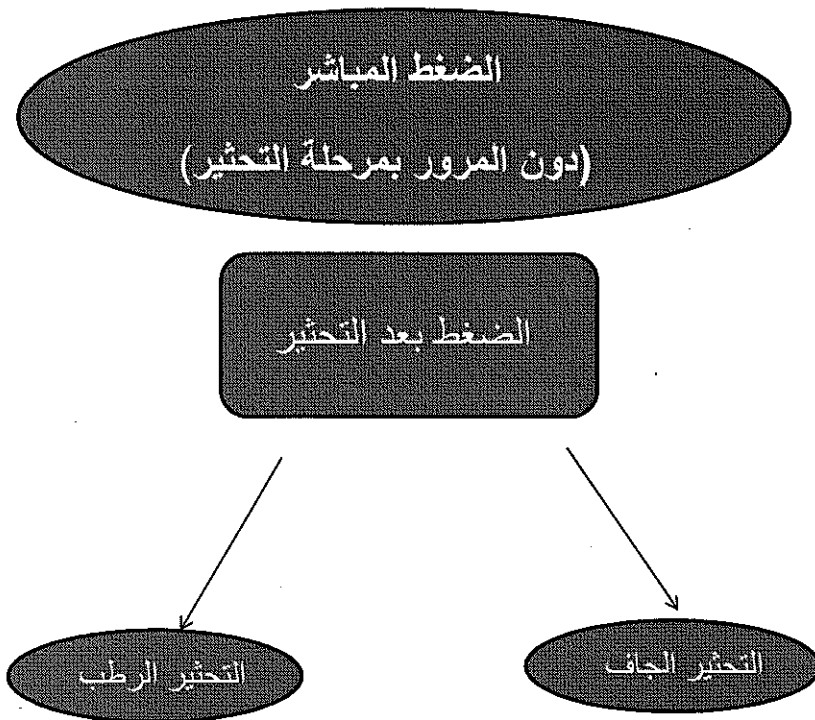 الضغط المباشر
(دون المرور بمرحلة التحثير)
الضغط بعد التحثير
التحثير الجاف
التحثير الرطب